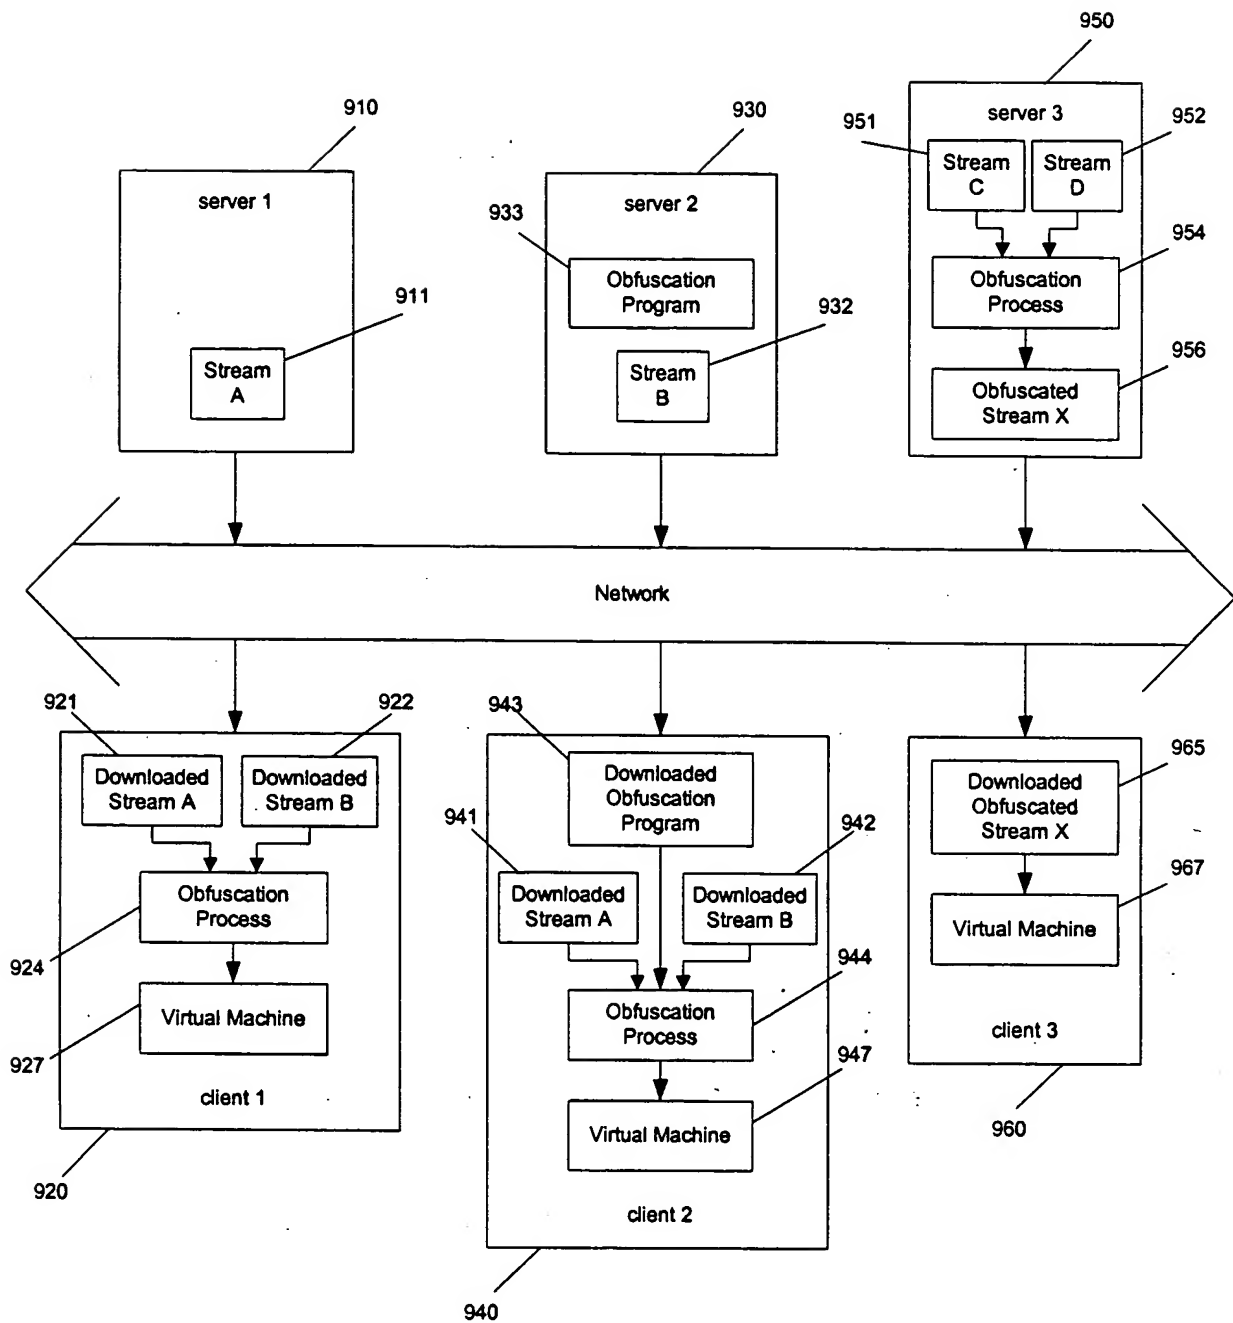 950
910
930
server 3
951
952
Stream
C
Stream
D
server 1
server 2
933
954
Obfuscation
Program
Obfuscation
Process
911
932
956
Stream
A
Stream
B
Obfuscated
Stream X
Network
921
922
943
965
Downloaded
Stream A
Downloaded
Stream B
Downloaded
Obfuscation
Program
Downloaded
Obfuscated
Stream X
941
942
967
Obfuscation
Process
Downloaded
Stream A
Downloaded
Stream B
Virtual Machine
924
944
Virtual Machine
Obfuscation
Process
client 3
927
947
client 1
Virtual Machine
960
920
client 2
940